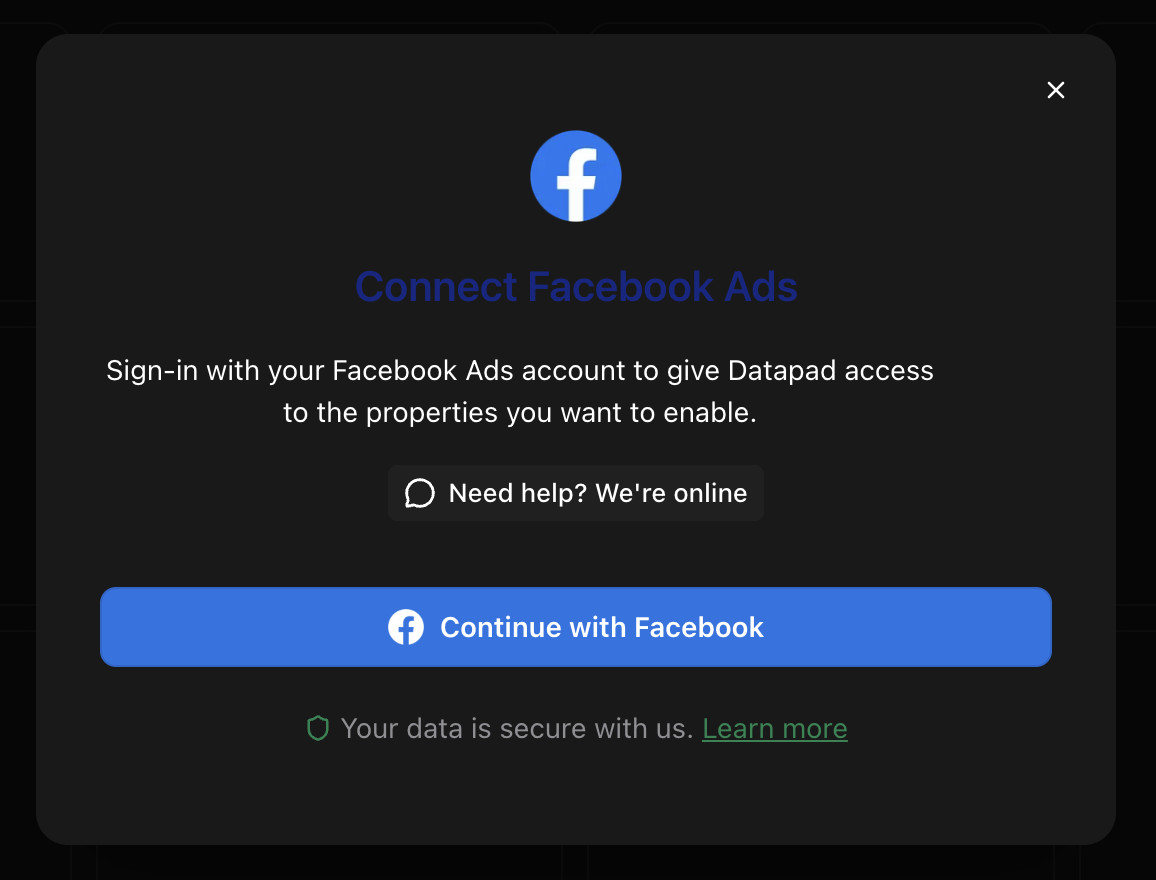 Connect Facebook Ads
Sign-in with your Facebook Ads account to give Datapad access
to the properties you want to enable.
Need help? We're online
Continue with Facebook
Your data is secure with us. Learn more